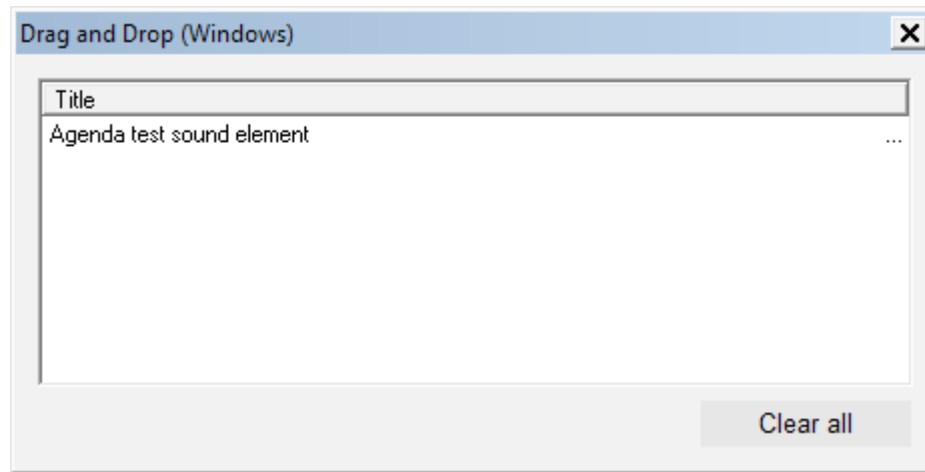 Drag and Drop (Windows)
Title
Agenda test sound element ...
Clear all